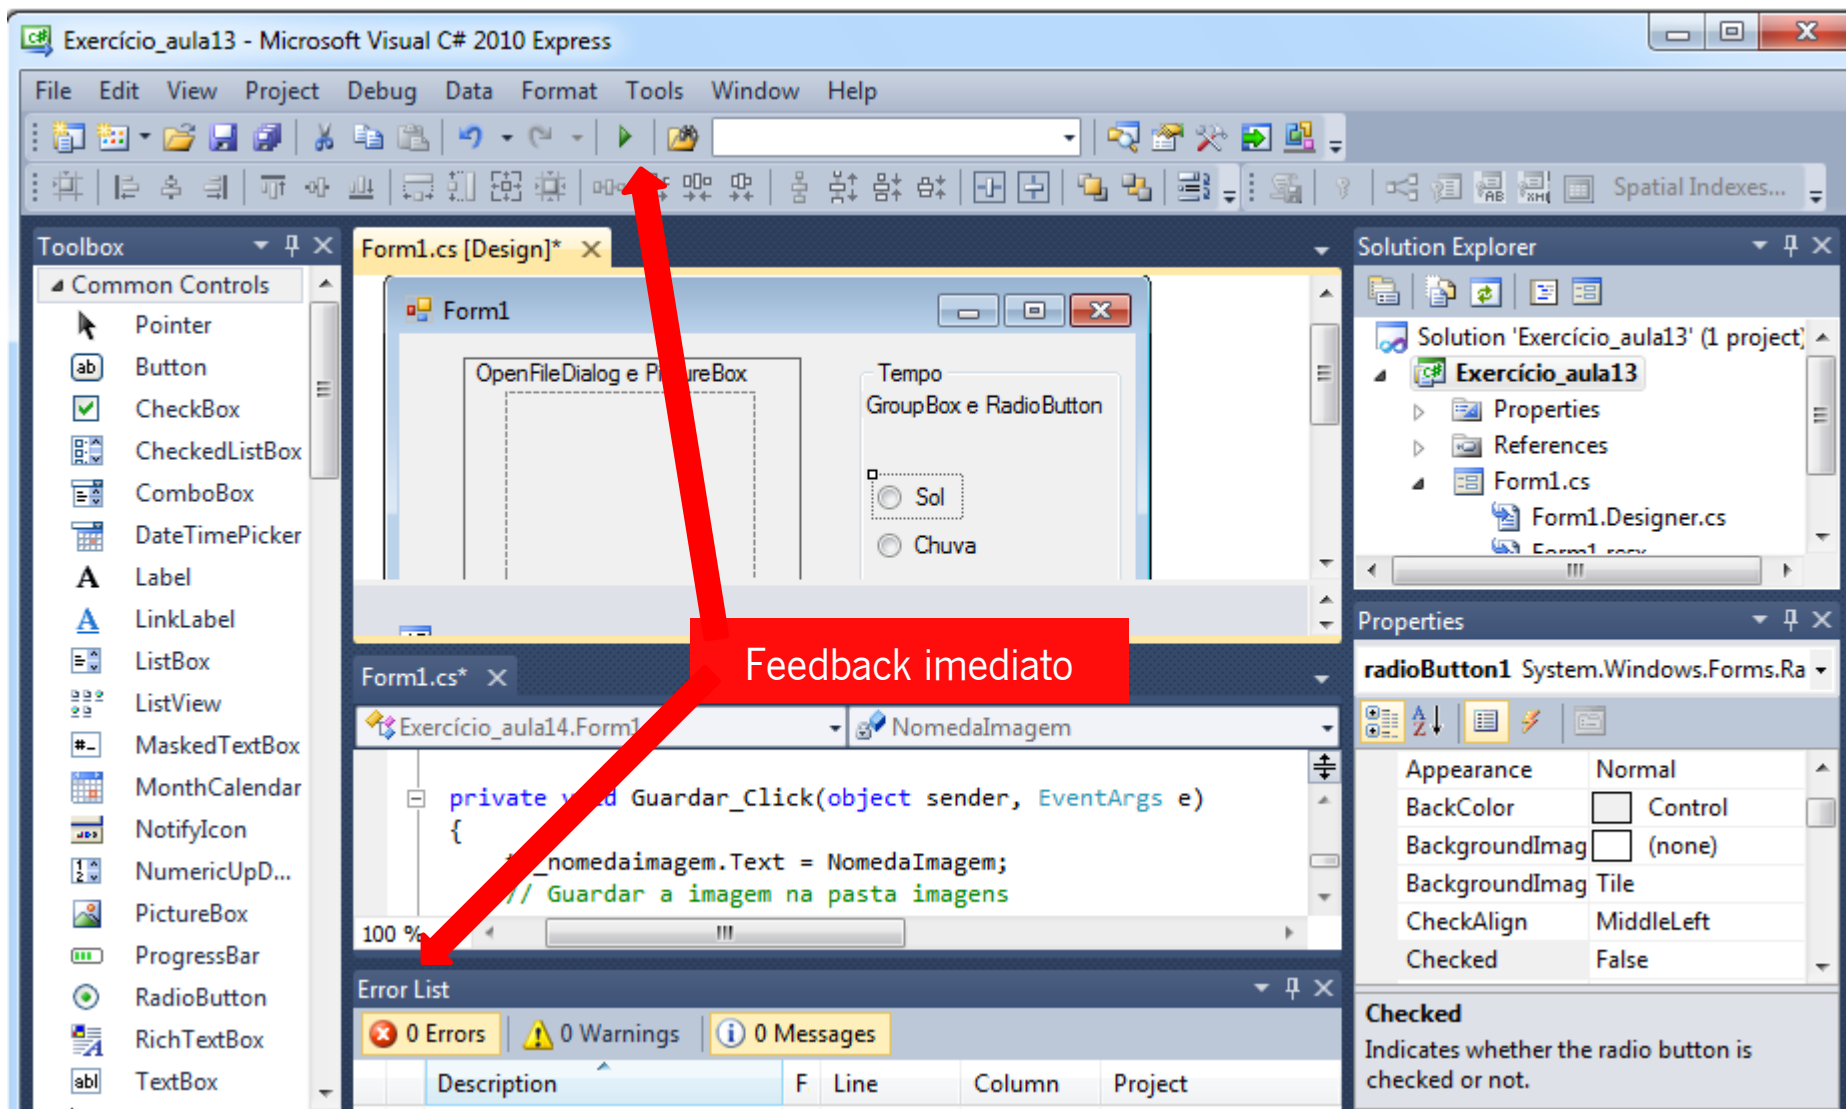 Exercício_aula13 - Microsoft Visual C# 2010 Express
File Edit View Project Debug Data Format Tools Window Help
Spatial Indexes...
Toolbox
Common Controls
Pointer
Button
CheckBox
CheckedListBox
ComboBox
DateTimePicker
Label
LinkLabel
ListBox
ListView
MaskedTextBox
MonthCalendar
NotifyIcon
NumericUpD...
PictureBox
ProgressBar
RadioButton
RichTextBox
TextBox
Form1.cs [Design]*
Form1
OpenFileDialog e PictureBox
Tempo
GroupBox e RadioButton
Sol
Chuva
Feedback imediato
Form1.cs*
Exercício_aula14.Form1
NomedaImagem
private void Guardar_Click(object sender, EventArgs e)
{
_nomedaimagem.Text = NomedaImagem;
// Guardar a imagem na pasta imagens
100 %
Error List
0 Errors
0 Warnings
0 Messages
Description F Line Column Project
Solution Explorer
Solution 'Exercício_aula13' (1 project)
Exercício_aula13
Properties
References
Form1.cs
Form1.Designer.cs
Form1.resx
Properties
radioButton1 System.Windows.Forms.Ra
Appearance Normal
BackColor Control
BackgroundImag (none)
BackgroundImag Tile
CheckAlign MiddleLeft
Checked False
Checked
Indicates whether the radio button is
checked or not.